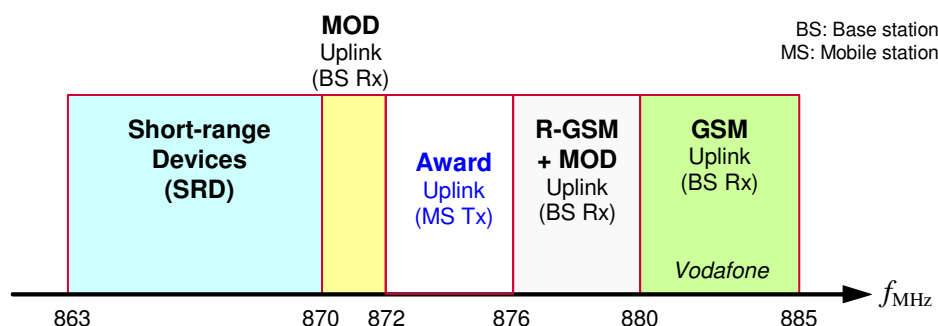 MOD
Uplink
(BS Rx)
BS: Base station
MS: Mobile station
Short-range
Devices
(SRD)
Award
Uplink
(MS Tx)
R-GSM
+ MOD
Uplink
(BS Rx)
GSM
Uplink
(BS Rx)
Vodafone
863
870
872
876
880
885
fMHz